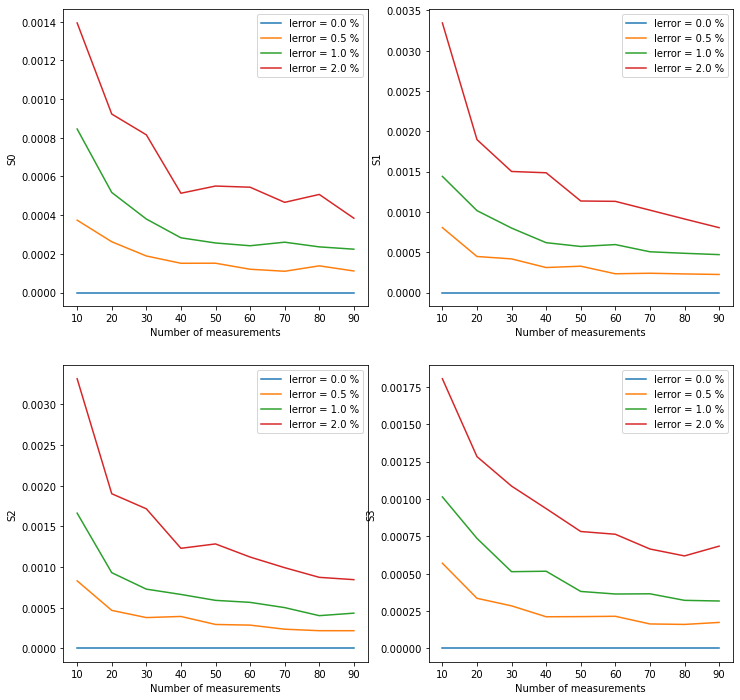 0.0014
0.0012
0.0010
0.0008
0.0006
0.0004
0.0002
0.0000
S0
10 20 30 40 50 60 70 80 90
Number of measurements
Ierror = 0.0 %
Ierror = 0.5 %
Ierror = 1.0 %
Ierror = 2.0 %
0.0035
0.0030
0.0025
0.0020
0.0015
0.0010
0.0005
0.0000
S1
10 20 30 40 50 60 70 80 90
Number of measurements
Ierror = 0.0 %
Ierror = 0.5 %
Ierror = 1.0 %
Ierror = 2.0 %
0.0030
0.0025
0.0020
0.0015
0.0010
0.0005
0.0000
S2
10 20 30 40 50 60 70 80 90
Number of measurements
Ierror = 0.0 %
Ierror = 0.5 %
Ierror = 1.0 %
Ierror = 2.0 %
0.00175
0.00150
0.00125
0.00100
0.00075
0.00050
0.00025
0.00000
S3
10 20 30 40 50 60 70 80 90
Number of measurements
Ierror = 0.0 %
Ierror = 0.5 %
Ierror = 1.0 %
Ierror = 2.0 %